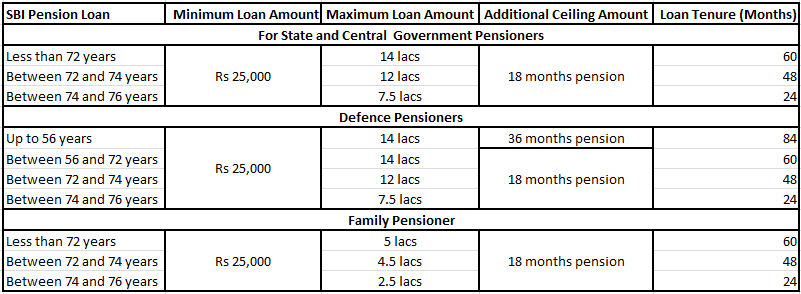 SBI Pension Loan Minimum Loan Amount Maximum Loan Amount Additional Ceiling Amount Loan Tenure (Months)
For State and Central Government Pensioners
Less than 72 years 14 lacs 60
Between 72 and 74 years Rs 25,000 12 lacs 18 months pension 48
Between 74 and 76 years 7.5 lacs 24
Defence Pensioners
Up to 56 years 14 lacs 36 months pension 84
Between 56 and 72 years Rs 25,000 14 lacs 60
Between 72 and 74 years 12 lacs 18 months pension 48
Between 74 and 76 years 7.5 lacs 24
Family Pensioner
Less than 72 years 5 lacs 60
Between 72 and 74 years Rs 25,000 4.5 lacs 18 months pension 48
Between 74 and 76 years 2.5 lacs 24